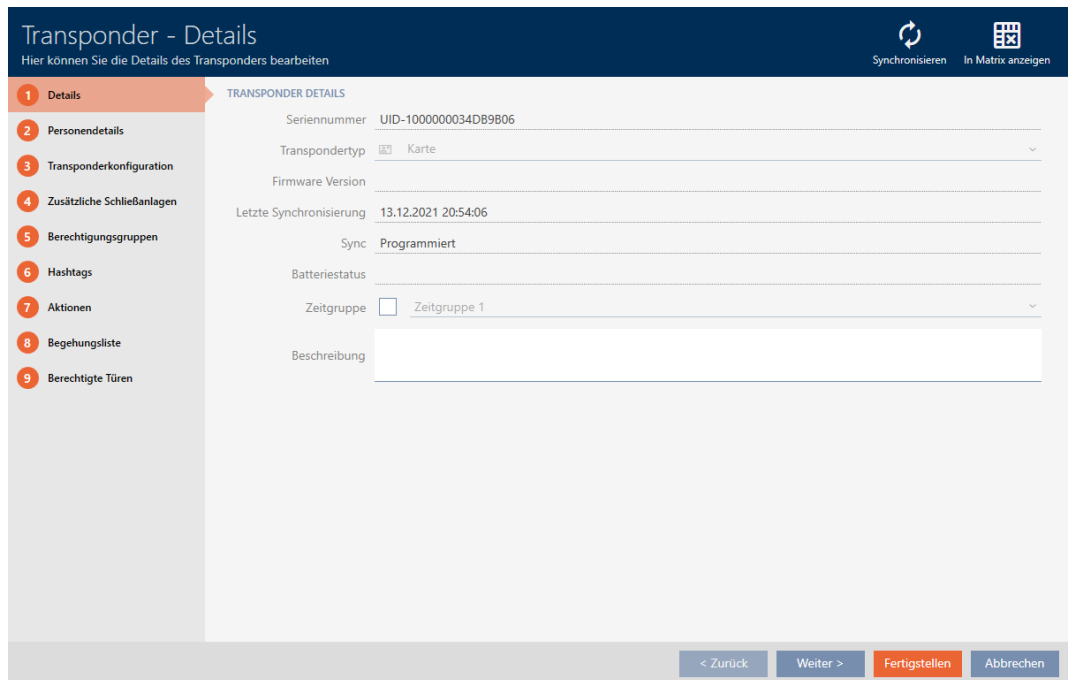 Transponder - Details
Hier können Sie die Details des Transponders bearbeiten
Synchronisieren
In Matrix anzeigen
1 Details
2 Personendetails
3 Transponderkonfiguration
4 Zusätzliche Schließanlagen
5 Berechtigungsgruppen
6 Hashtags
7 Aktionen
8 Begehungsliste
9 Berechtigte Türen
TRANSPONDER DETAILS
Seriennummer UID-1000000034DB9B06
Transpondertyp Karte
Firmware Version
Letzte Synchronisierung 13.12.2021 20:54:06
Sync Programmiert
Batteriestatus
Zeitgruppe Zeitgruppe 1
Beschreibung
< Zurück Weiter > Fertigstellen Abbrechen